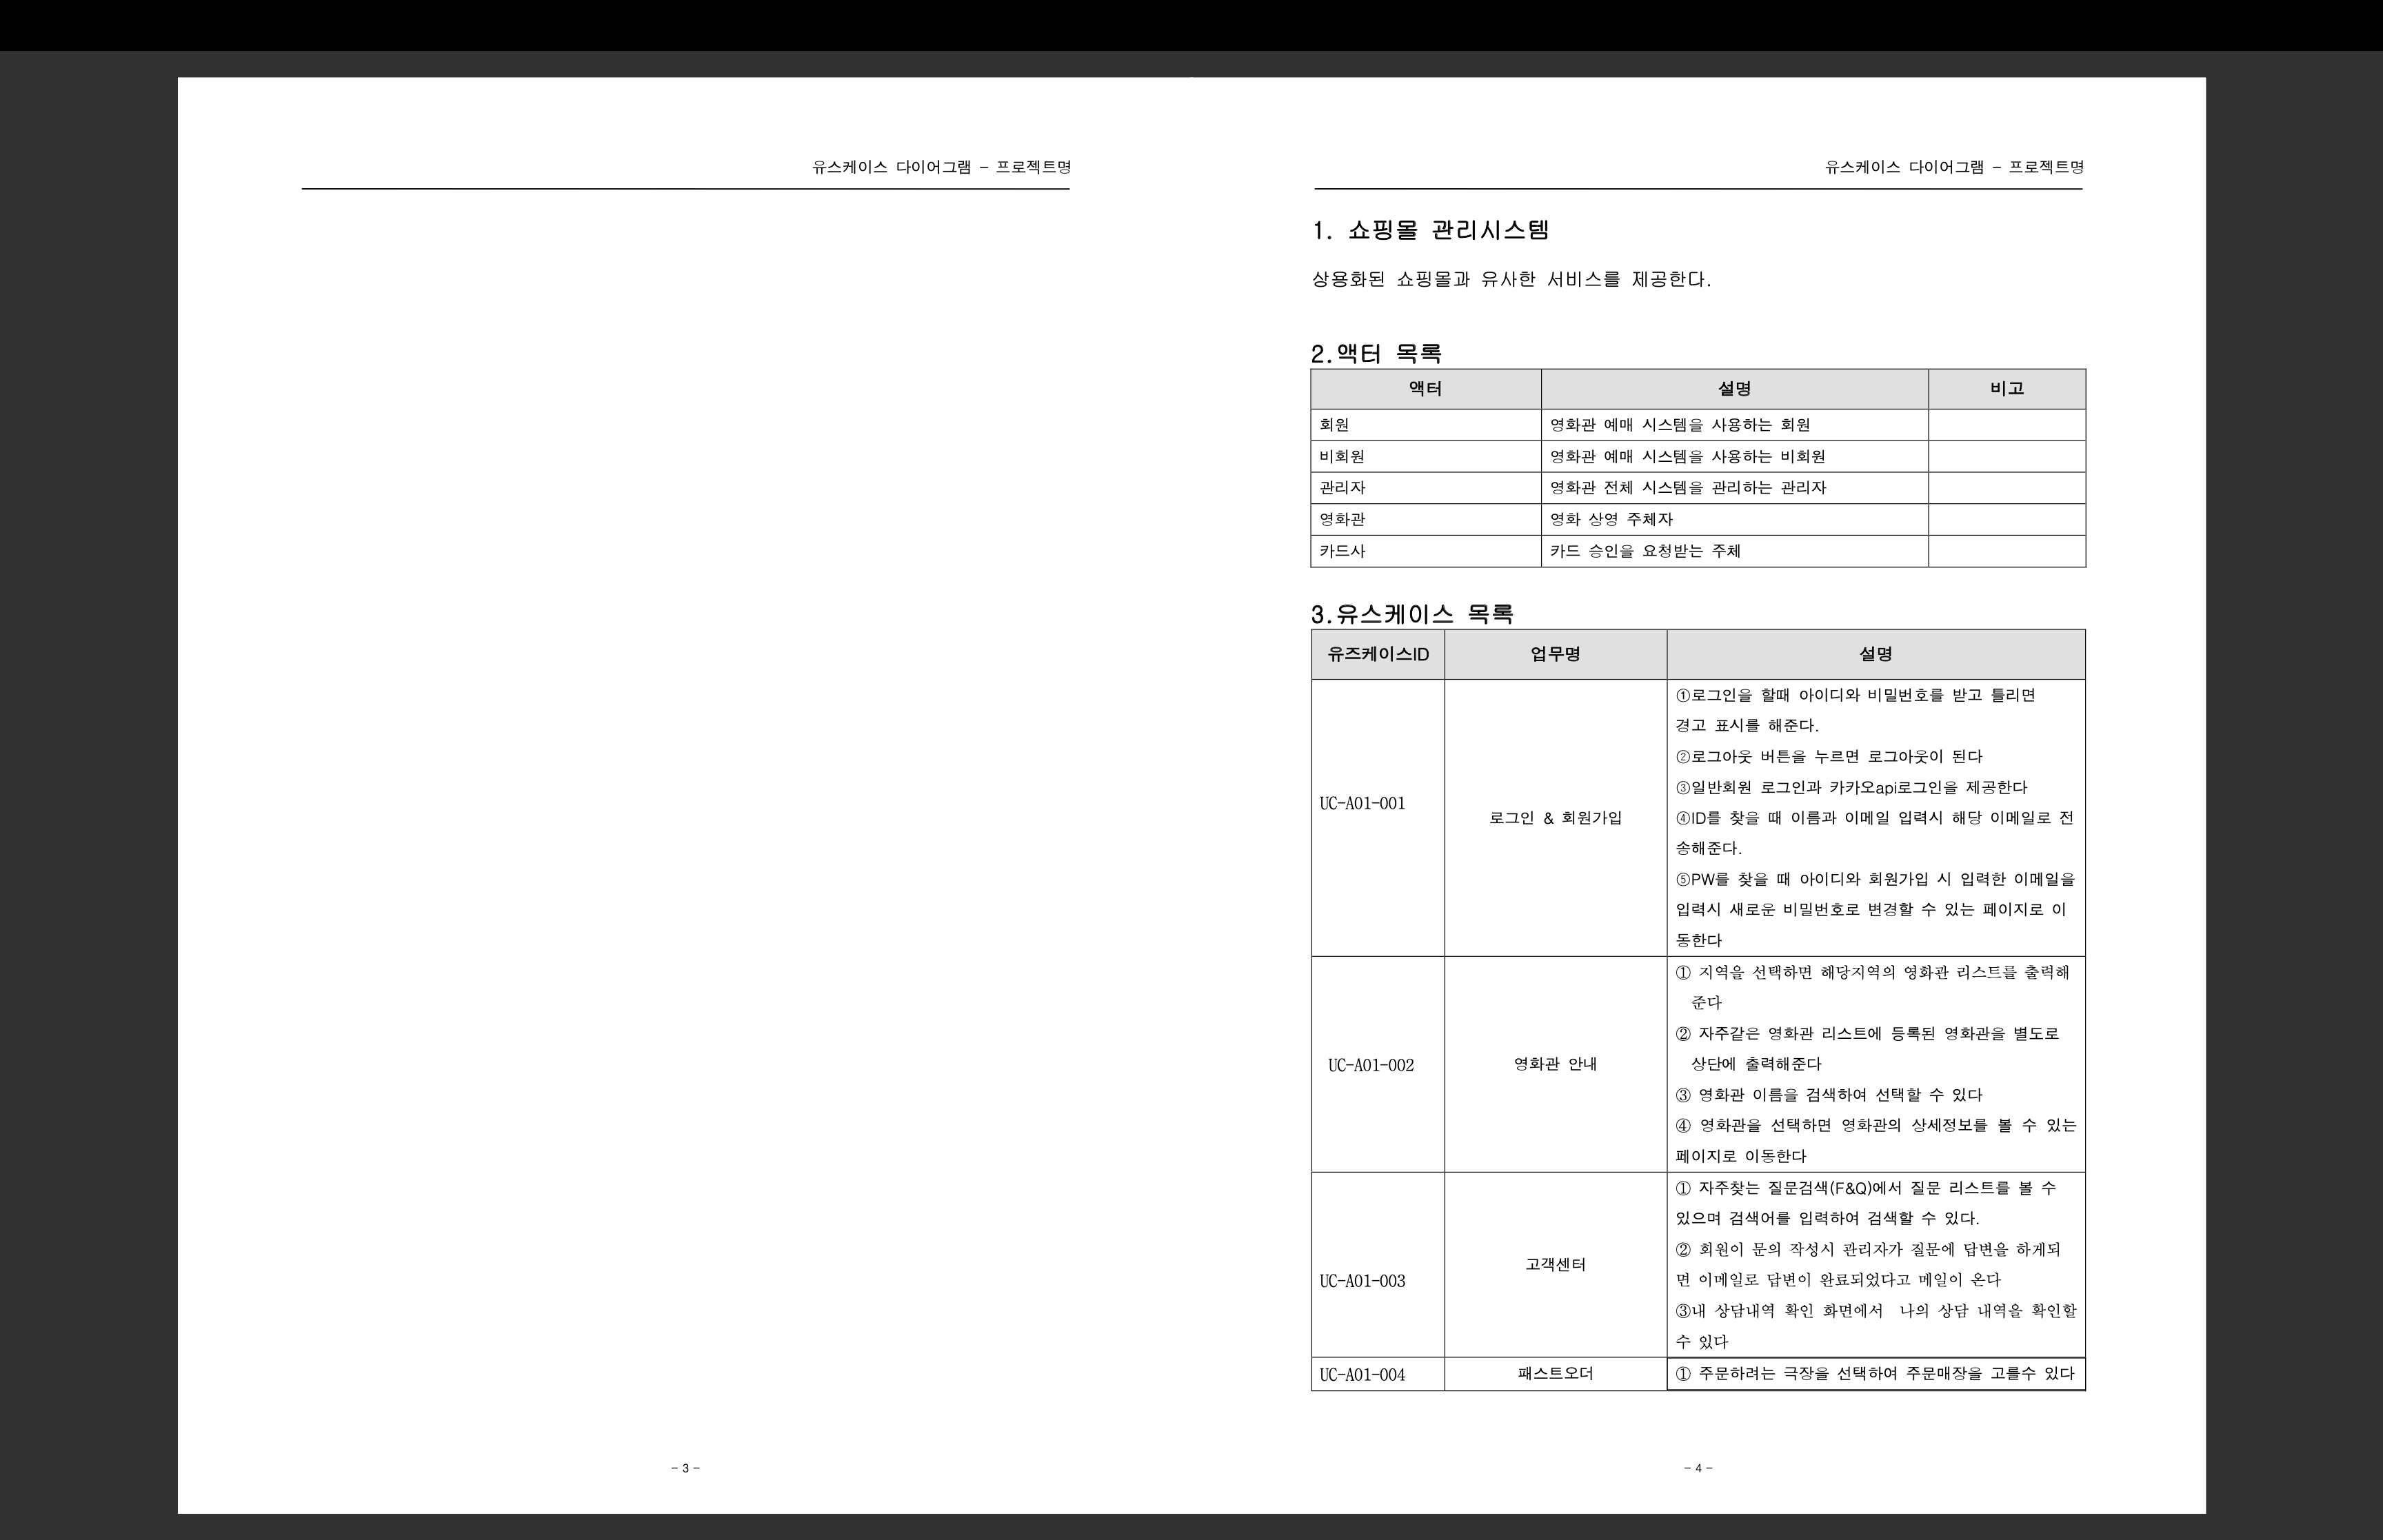 유스케이스 다이어그램 - 프로젝트명
- 3 -
유스케이스 다이어그램 - 프로젝트명
1. 쇼핑몰 관리시스템
상용화된 쇼핑몰과 유사한 서비스를 제공한다.
2.액터 목록
액터 설명 비고
회원 영화관 예매 시스템을 사용하는 회원
비회원 영화관 예매 시스템을 사용하는 비회원
관리자 영화관 전체 시스템을 관리하는 관리자
영화관 영화 상영 주체자
카드사 카드 승인을 요청받는 주체
3.유스케이스 목록
유즈케이스ID 업무명 설명
UC-A01-001
로그인 & 회원가입
①로그인을 할때 아이디와 비밀번호를 받고 틀리면
경고 표시를 해준다.
②로그아웃 버튼을 누르면 로그아웃이 된다
③일반회원 로그인과 카카오api로그인을 제공한다
④ID를 찾을 때 이름과 이메일 입력시 해당 이메일로 전
송해준다.
⑤PW를 찾을 때 아이디와 회원가입 시 입력한 이메일을
입력시 새로운 비밀번호로 변경할 수 있는 페이지로 이
동한다
UC-A01-002
영화관 안내
① 지역을 선택하면 해당지역의 영화관 리스트를 출력해
준다
② 자주같은 영화관 리스트에 등록된 영화관을 별도로
상단에 출력해준다
③ 영화관 이름을 검색하여 선택할 수 있다
④ 영화관을 선택하면 영화관의 상세정보를 볼 수 있는
페이지로 이동한다
UC-A01-003
고객센터
① 자주찾는 질문검색(F&Q)에서 질문 리스트를 볼 수
있으며 검색어를 입력하여 검색할 수 있다.
② 회원이 문의 작성시 관리자가 질문에 답변을 하게되
면 이메일로 답변이 완료되었다고 메일이 온다
③내 상담내역 확인 화면에서 나의 상담 내역을 확인할
수 있다
UC-A01-004 패스트오더 ① 주문하려는 극장을 선택하여 주문매장을 고를수 있다
- 4 -